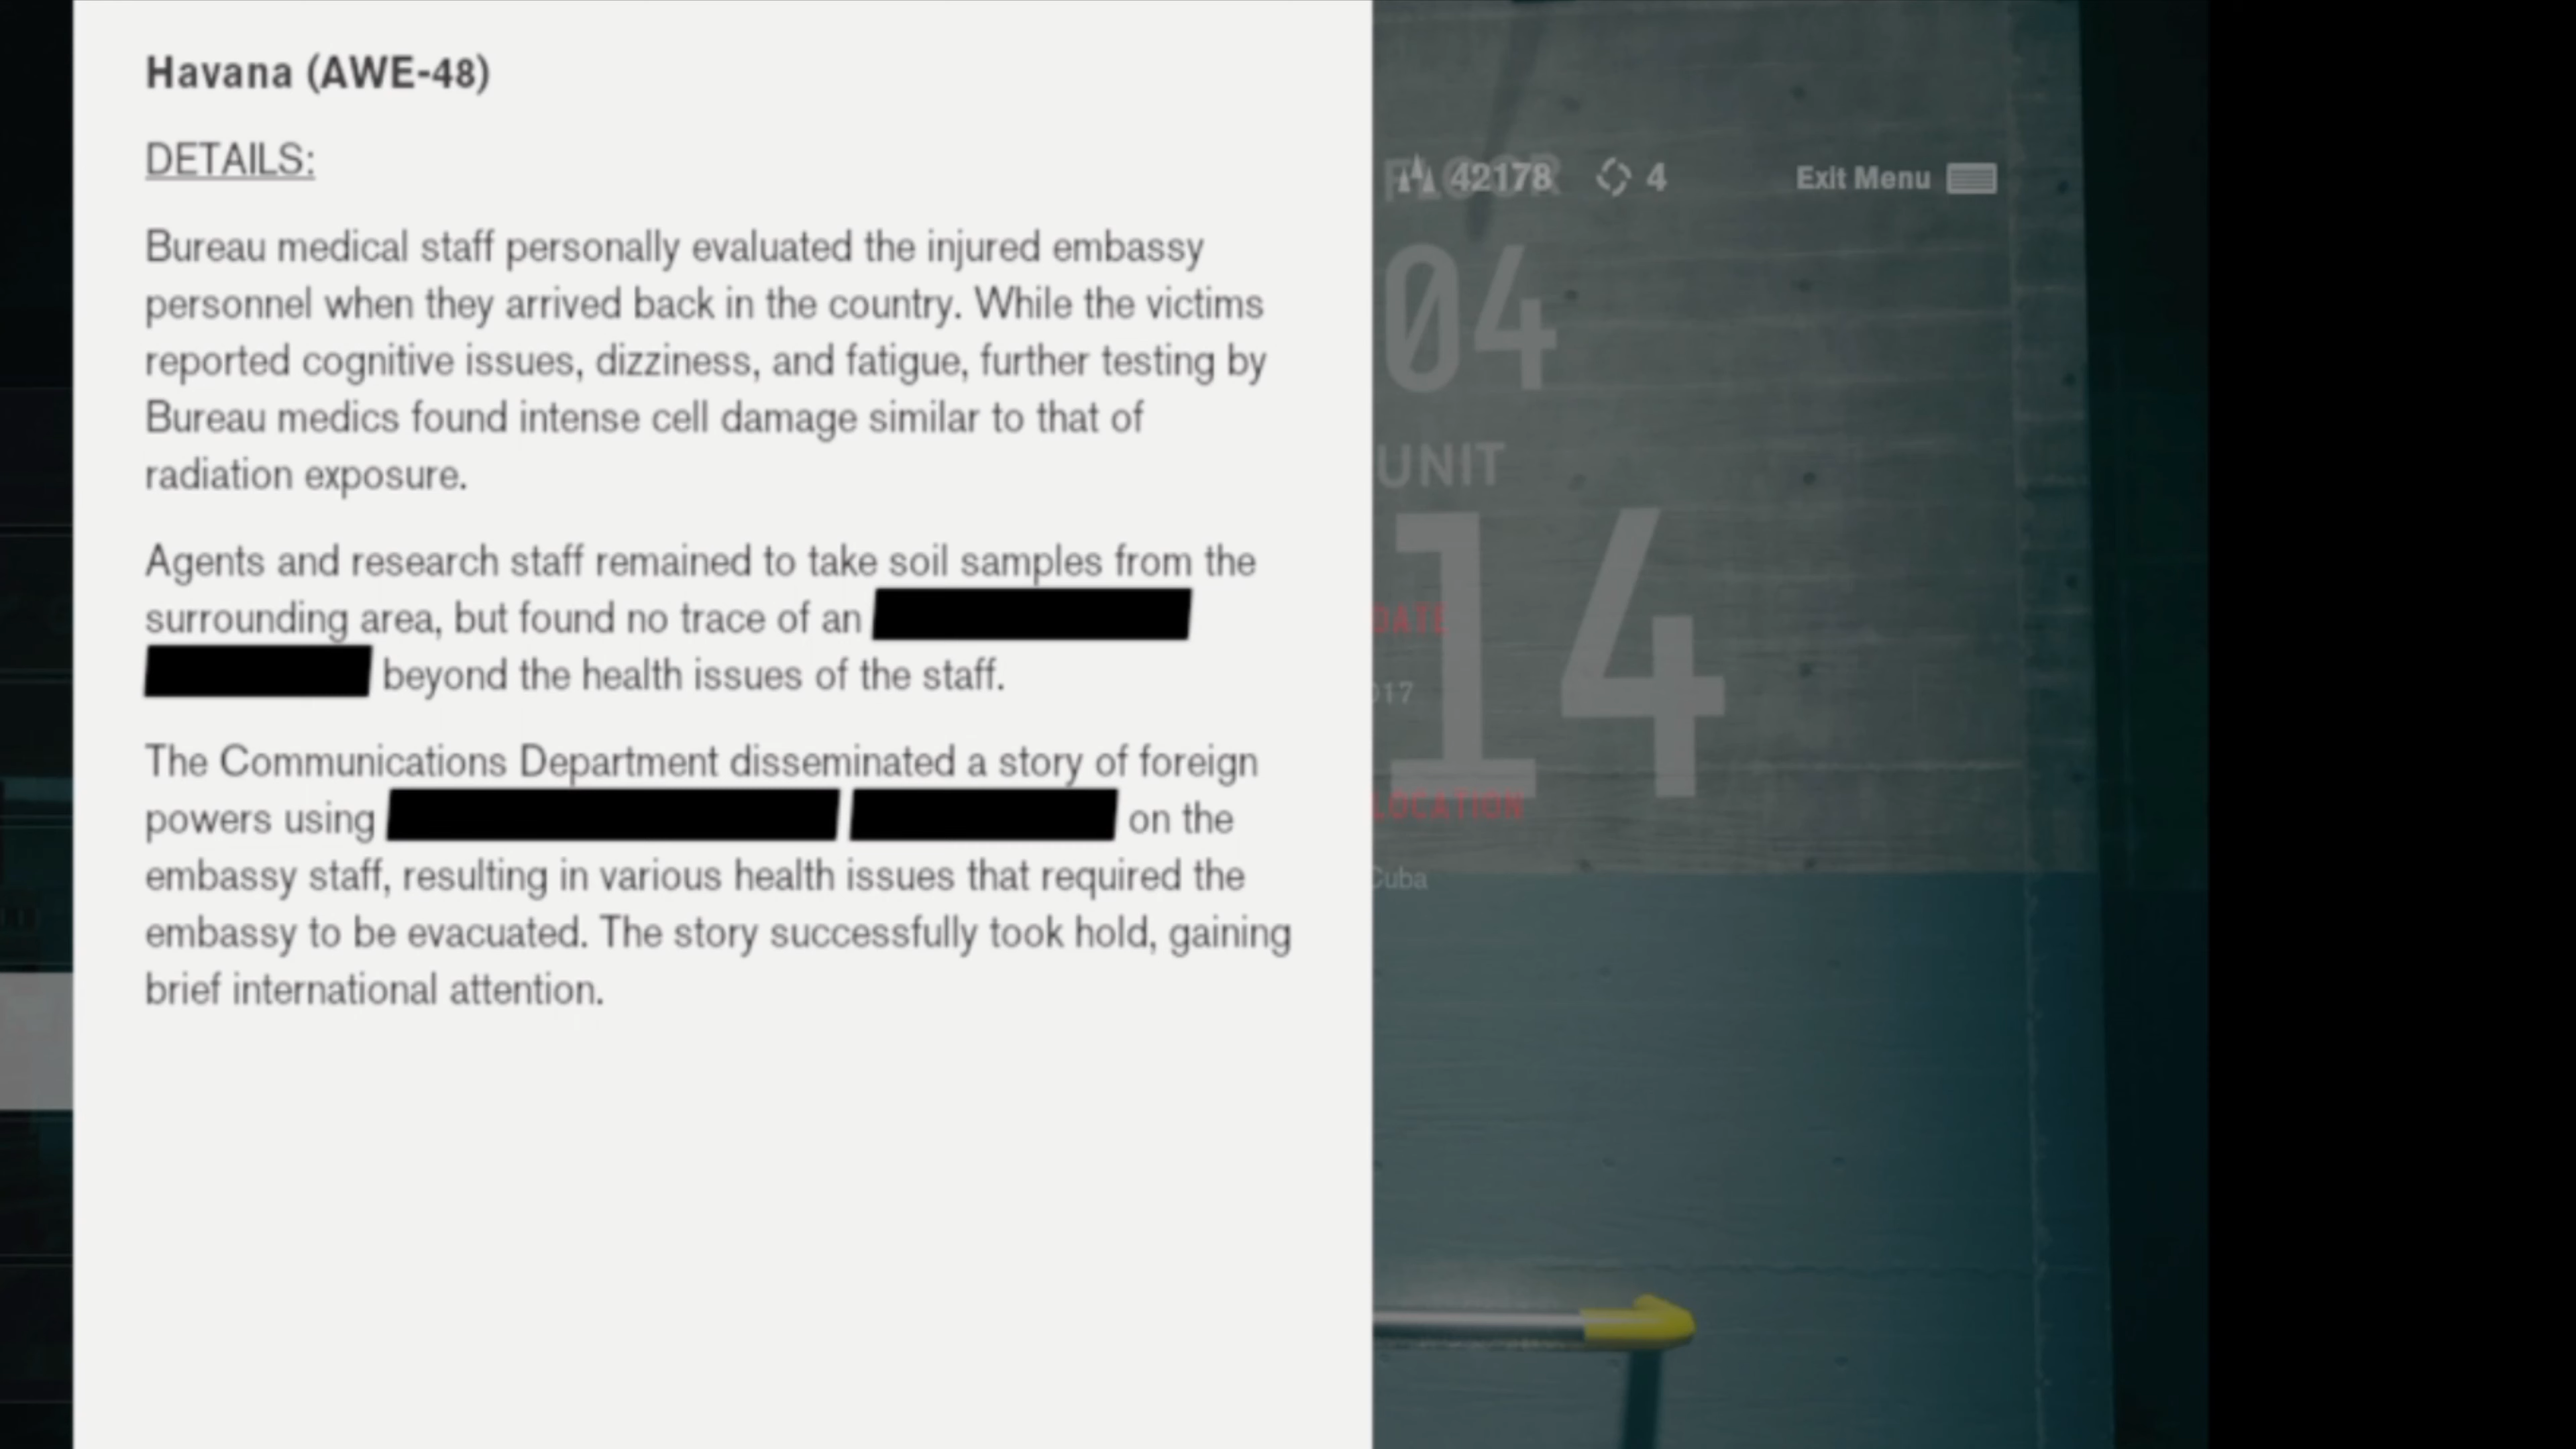 Havana (AWE-48)
DETAILS:
Bureau medical staff personally evaluated the injured embassy
personnel when they arrived back in the country. While the victims
reported cognitive issues, dizziness, and fatigue, further testing by
Bureau medics found intense cell damage similar to that of
radiation exposure.
Agents and research staff remained to take soil samples from the
surrounding area, but found no trace of an
beyond the health issues of the staff.
The Communications Department disseminated a story of foreign
powers using on the
embassy staff, resulting in various health issues that required the
embassy to be evacuated. The story successfully took hold, gaining
brief international attention.
FLOOR
42178 4 Exit Menu
04
UNIT
14
DATE
017
LOCATION
Cuba